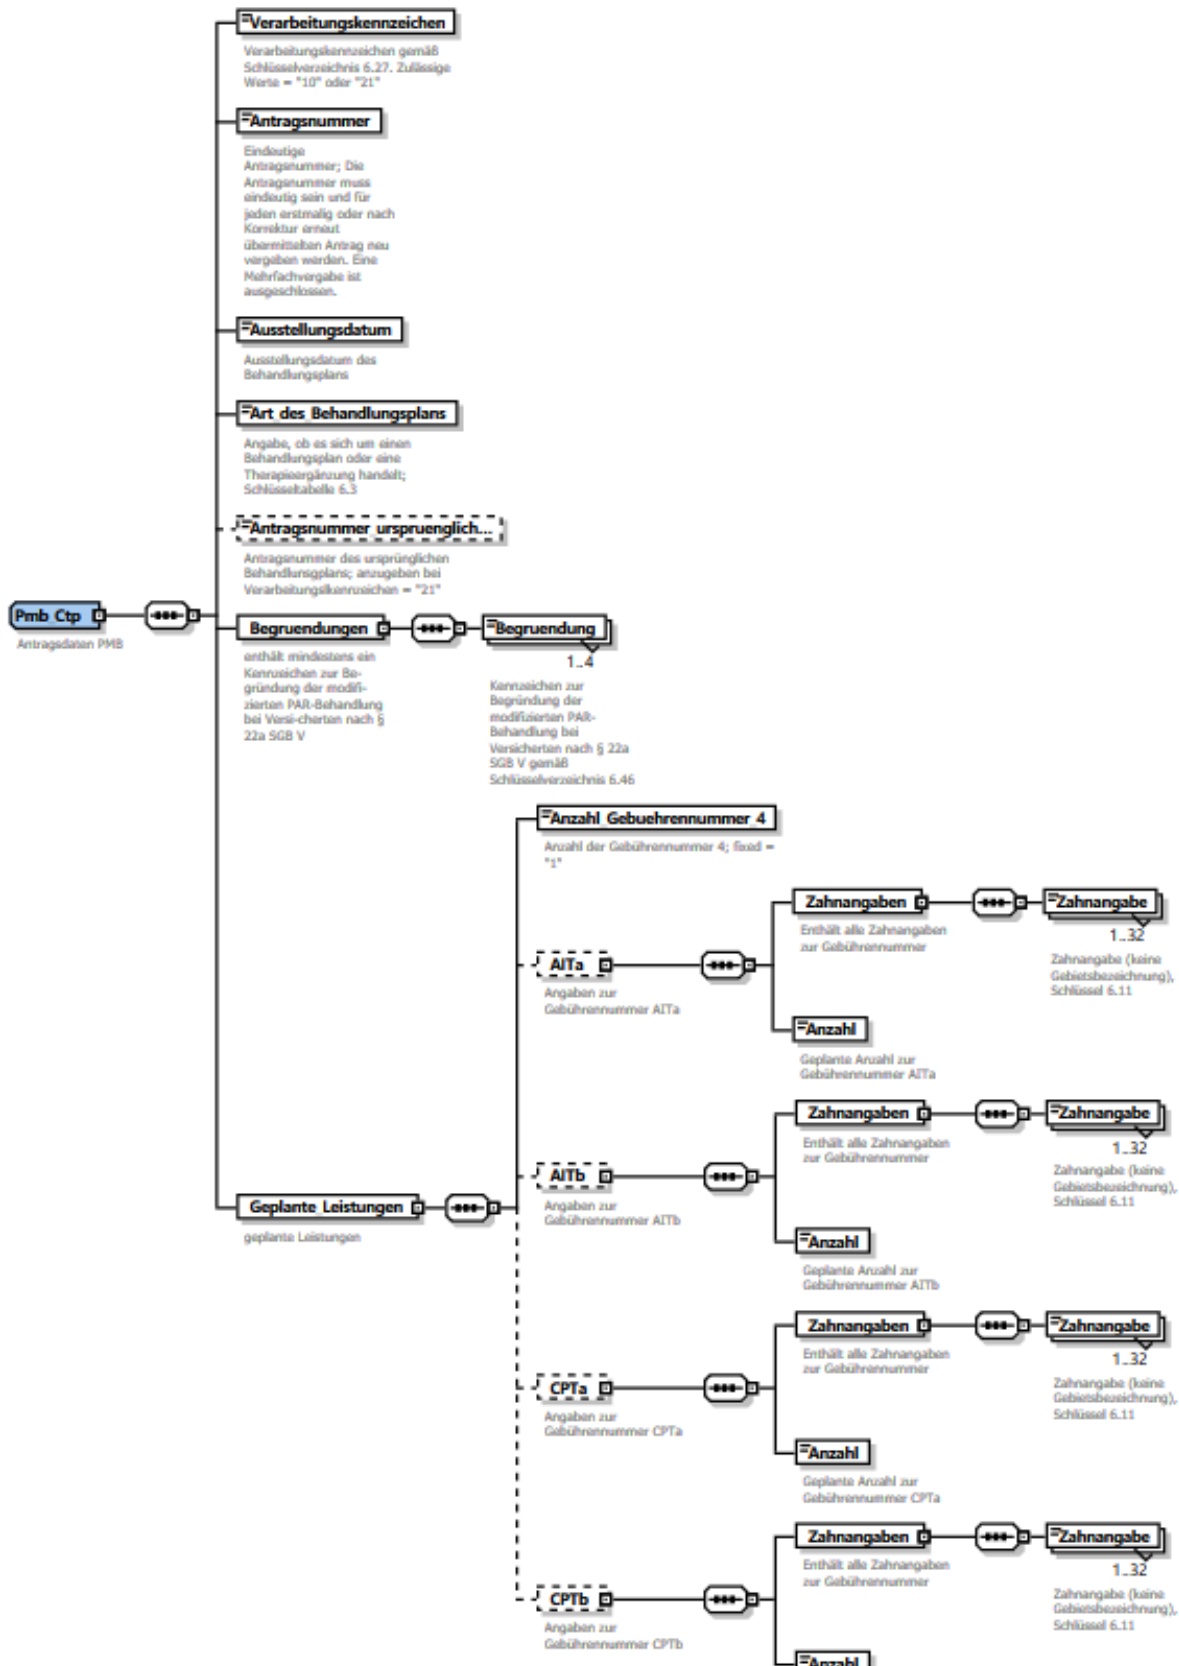 Verarbeitungskennzeichen
Verarbeitungskennzeichen gemäß
Schlüsselverzeichnis 6.27. Zulässige
Werte = "10" oder "21"
Antragsnummer
Eindeutige
Antragsnummer; Die
Antragsnummer muss
eindeutig sein und für
jeden erstmalig oder nach
Korrektur erneut
übermittelten Antrag neu
vergeben werden. Eine
Mehrfachvergabe ist
ausgeschlossen.
Ausstellungsdatum
Ausstellungsdatum des
Behandlungsplans
Art_des_Behandlungsplans
Angabe, ob es sich um einen
Behandlungsplan oder eine
Therapieergänzung handelt;
Schlüsseltabelle 6.3
Antragsnummer_urspruenglich...
Antragsnummer des ursprünglichen
Behandlunsgplans; anzugeben bei
Verarbeitungslkennzeichen = "21"
Pmb_Ctp
Antragsdaten PMB
Begruendungen
enthält mindestens ein
Kennzeichen zur Be-
gründung der modifi-
zierten PAR-Behandlung
bei Versi-cherten nach §
22a SGB V
Begruendung
1..4
Kennzeichen zur
Begründung der
modifizierten PAR-
Behandlung bei
Versicherten nach § 22a
SGB V gemäß
Schlüsselverzeichnis 6.46
Geplante_Leistungen
geplante Leistungen
Anzahl_Gebuehrennummer_4
Anzahl der Gebührennummer 4; fixed =
"1"
AITa
Angaben zur
Gebührennummer AITa
Zahnangaben
Enthält alle Zahnangaben
zur Gebührennummer
Zahnangabe
1..32
Zahnangabe (keine
Gebietsbezeichnung),
Schlüssel 6.11
Anzahl
Geplante Anzahl zur
Gebührennummer AITa
AITb
Angaben zur
Gebührennummer AITb
Zahnangaben
Enthält alle Zahnangaben
zur Gebührennummer
Zahnangabe
1..32
Zahnangabe (keine
Gebietsbezeichnung),
Schlüssel 6.11
Anzahl
Geplante Anzahl zur
Gebührennummer AITb
CPTa
Angaben zur
Gebührennummer CPTa
Zahnangaben
Enthält alle Zahnangaben
zur Gebührennummer
Zahnangabe
1..32
Zahnangabe (keine
Gebietsbezeichnung),
Schlüssel 6.11
Anzahl
Geplante Anzahl zur
Gebührennummer CPTa
CPTb
Angaben zur
Gebührennummer CPTb
Zahnangaben
Enthält alle Zahnangaben
zur Gebührennummer
Zahnangabe
1..32
Zahnangabe (keine
Gebietsbezeichnung),
Schlüssel 6.11
Anzahl